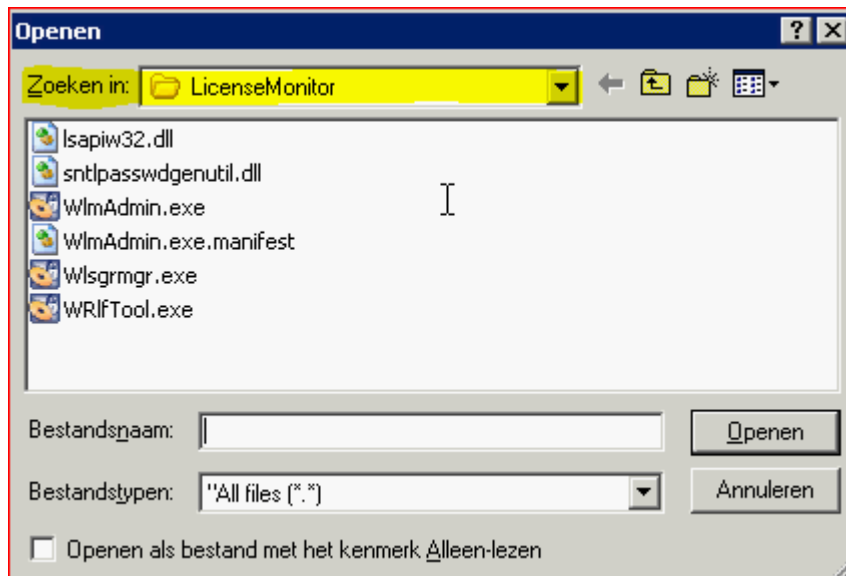 Openen
Zoeken in: LicenseMonitor
lsapiw32.dll
sntlpasswdgenutil.dll
WlmAdmin.exe
WlmAdmin.exe.manifest
Wlsgrmgr.exe
WRlfTool.exe
Bestandsnaam: Openen
Bestandstypen: "All files (*.*) Annuleren
Openen als bestand met het kenmerk Alleen-lezen